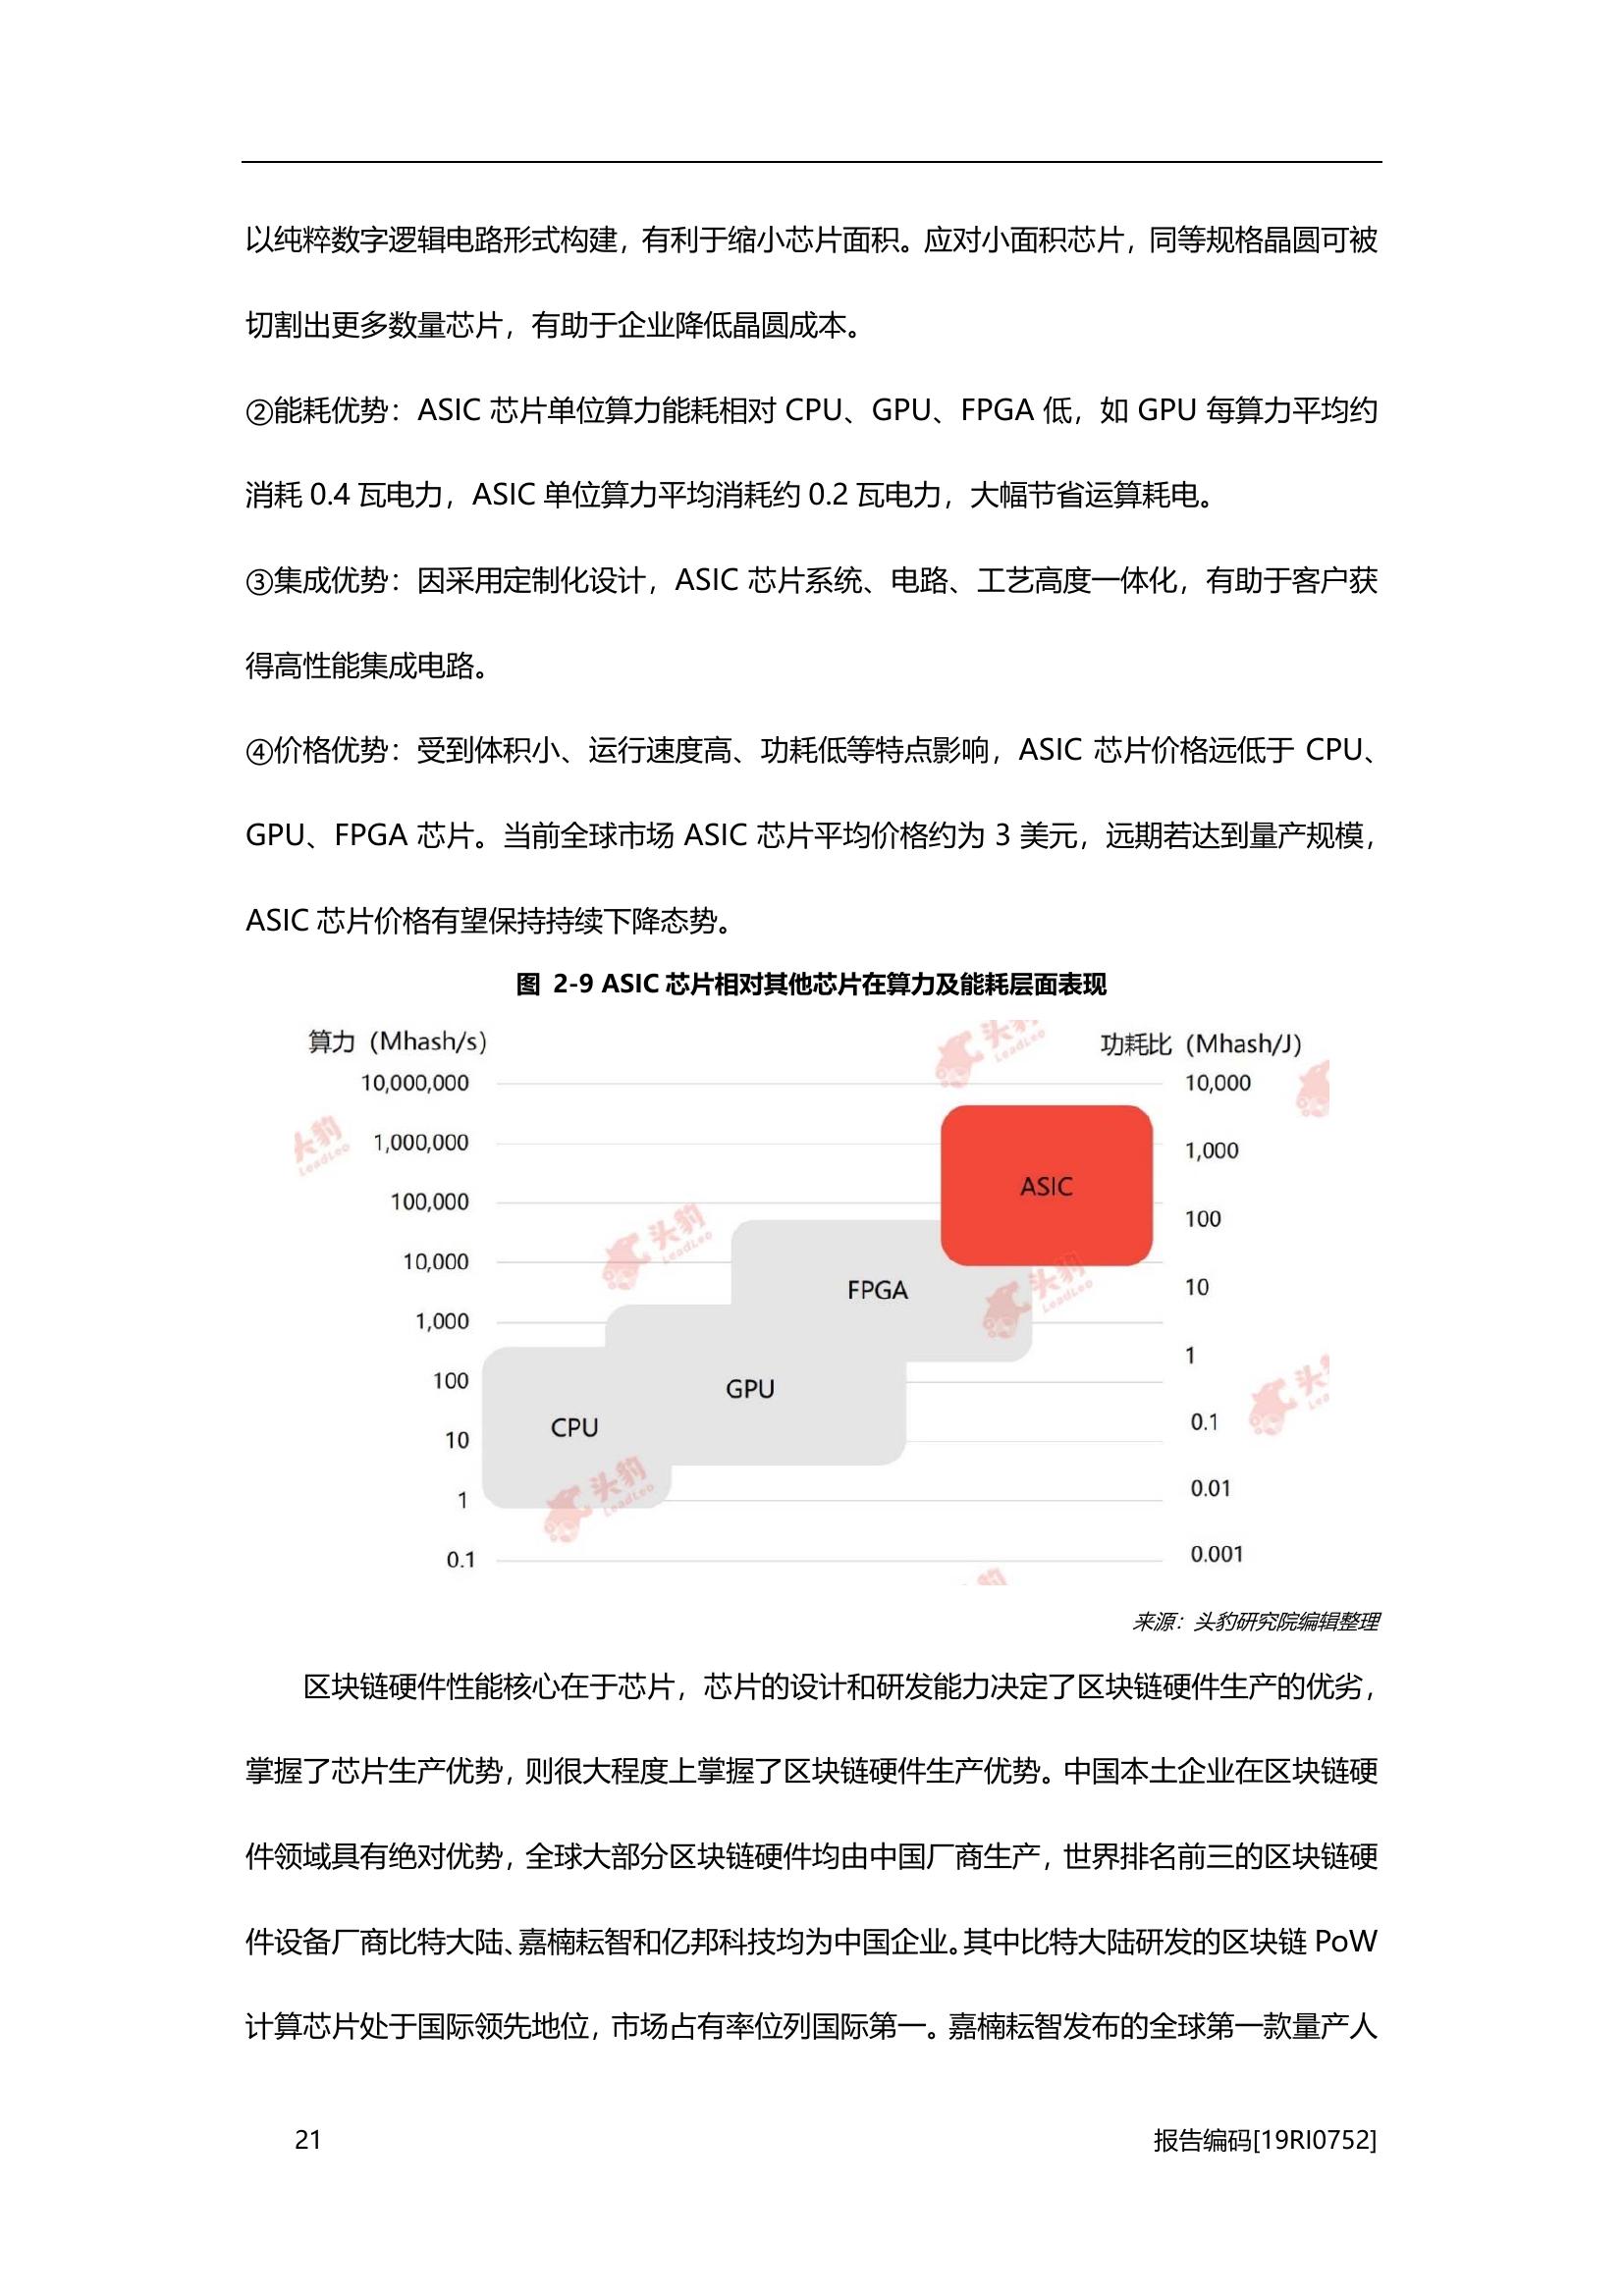 以纯粹数字逻辑电路形式构建，有利于缩小芯片面积。应对小面积芯片，同等规格晶圆可被
切割出更多数量芯片，有助于企业降低晶圆成本。
②能耗优势：ASIC 芯片单位算力能耗相对 CPU、GPU、FPGA 低，如 GPU 每算力平均约
消耗 0.4 瓦电力，ASIC 单位算力平均消耗约 0.2 瓦电力，大幅节省运算耗电。
③集成优势：因采用定制化设计，ASIC 芯片系统、电路、工艺高度一体化，有助于客户获
得高性能集成电路。
④价格优势：受到体积小、运行速度高、功耗低等特点影响，ASIC 芯片价格远低于 CPU、
GPU、FPGA 芯片。当前全球市场 ASIC 芯片平均价格约为 3 美元，远期若达到量产规模，
ASIC 芯片价格有望保持持续下降态势。
图 2-9 ASIC 芯片相对其他芯片在算力及能耗层面表现
算力（Mhash/s）
功耗比（Mhash/J）
10,000,000
10,000
1,000,000
1,000
100,000
100
10,000
10
1,000
1
100
0.1
10
0.01
1
0.001
0.1
ASIC
FPGA
GPU
CPU
头豹
LeadLeo
头豹
LeadLeo
头豹
LeadLeo
头豹
LeadLeo
头豹
LeadLeo
来源：头豹研究院编辑整理
区块链硬件性能核心在于芯片，芯片的设计和研发能力决定了区块链硬件生产的优劣，
掌握了芯片生产优势，则很大程度上掌握了区块链硬件生产优势。中国本土企业在区块链硬
件领域具有绝对优势，全球大部分区块链硬件均由中国厂商生产，世界排名前三的区块链硬
件设备厂商比特大陆、嘉楠耘智和亿邦科技均为中国企业。其中比特大陆研发的区块链 PoW
计算芯片处于国际领先地位，市场占有率位列国际第一。嘉楠耘智发布的全球第一款量产人
21
报告编码[19RI0752]